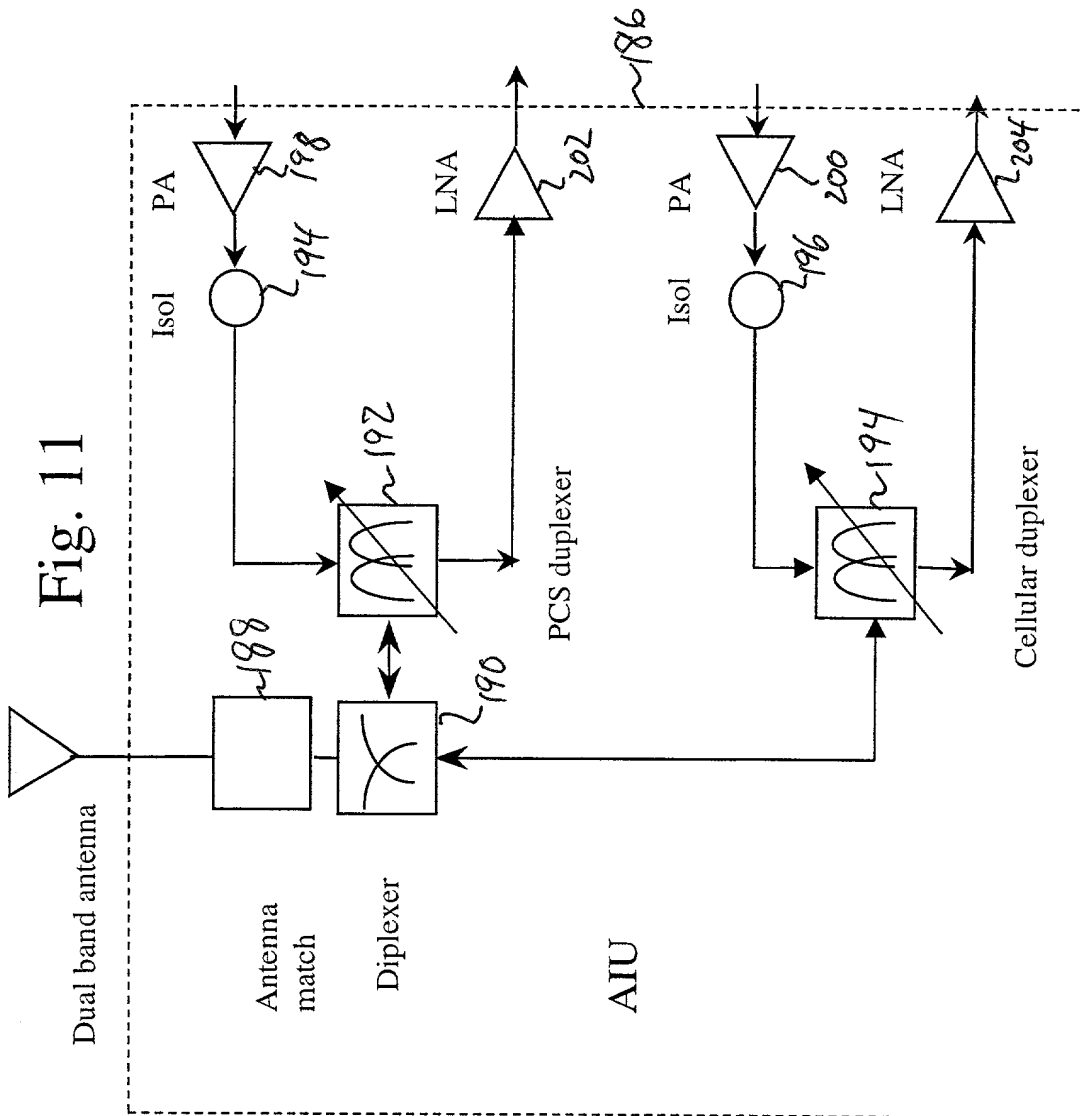 Fig. 11
Dual band antenna
Antenna
match
188
Diplexer
190
AIU
PCS duplexer
192
Isol
194
PA
198
LNA
202
186
Cellular duplexer
194
Isol
196
PA
200
LNA
204